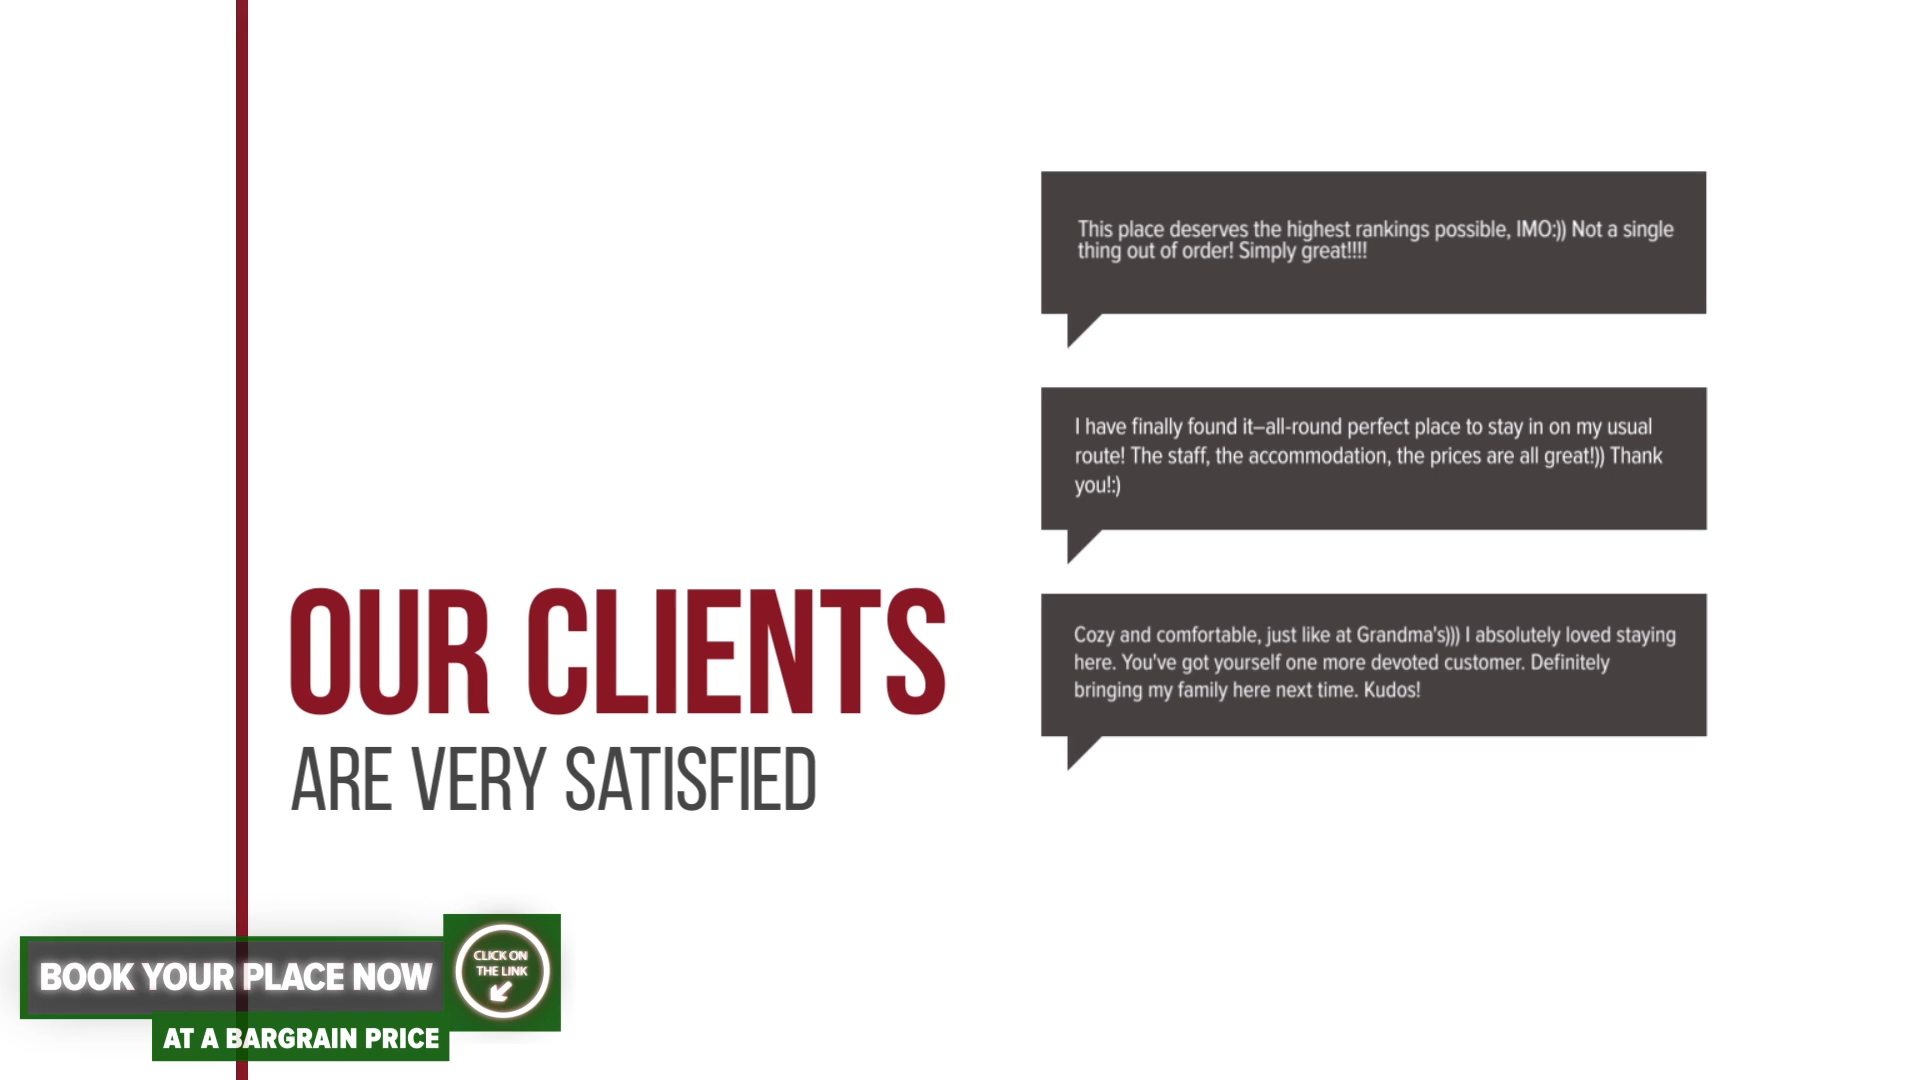 This place deserves the highest rankings possible, IMO:)) Not a single
thing out of order! Simply great!!!!
I have finally found it–all-round perfect place to stay in on my usual
route! The staff, the accommodation, the prices are all great!)) Thank
you!:)
Cozy and comfortable, just like at Grandma's))) I absolutely loved staying
here. You've got yourself one more devoted customer. Definitely
bringing my family here next time. Kudos!
OUR CLIENTS
ARE VERY SATISFIED
BOOK YOUR PLACE NOW
CLICK ON
THE LINK
AT A BARGRAIN PRICE